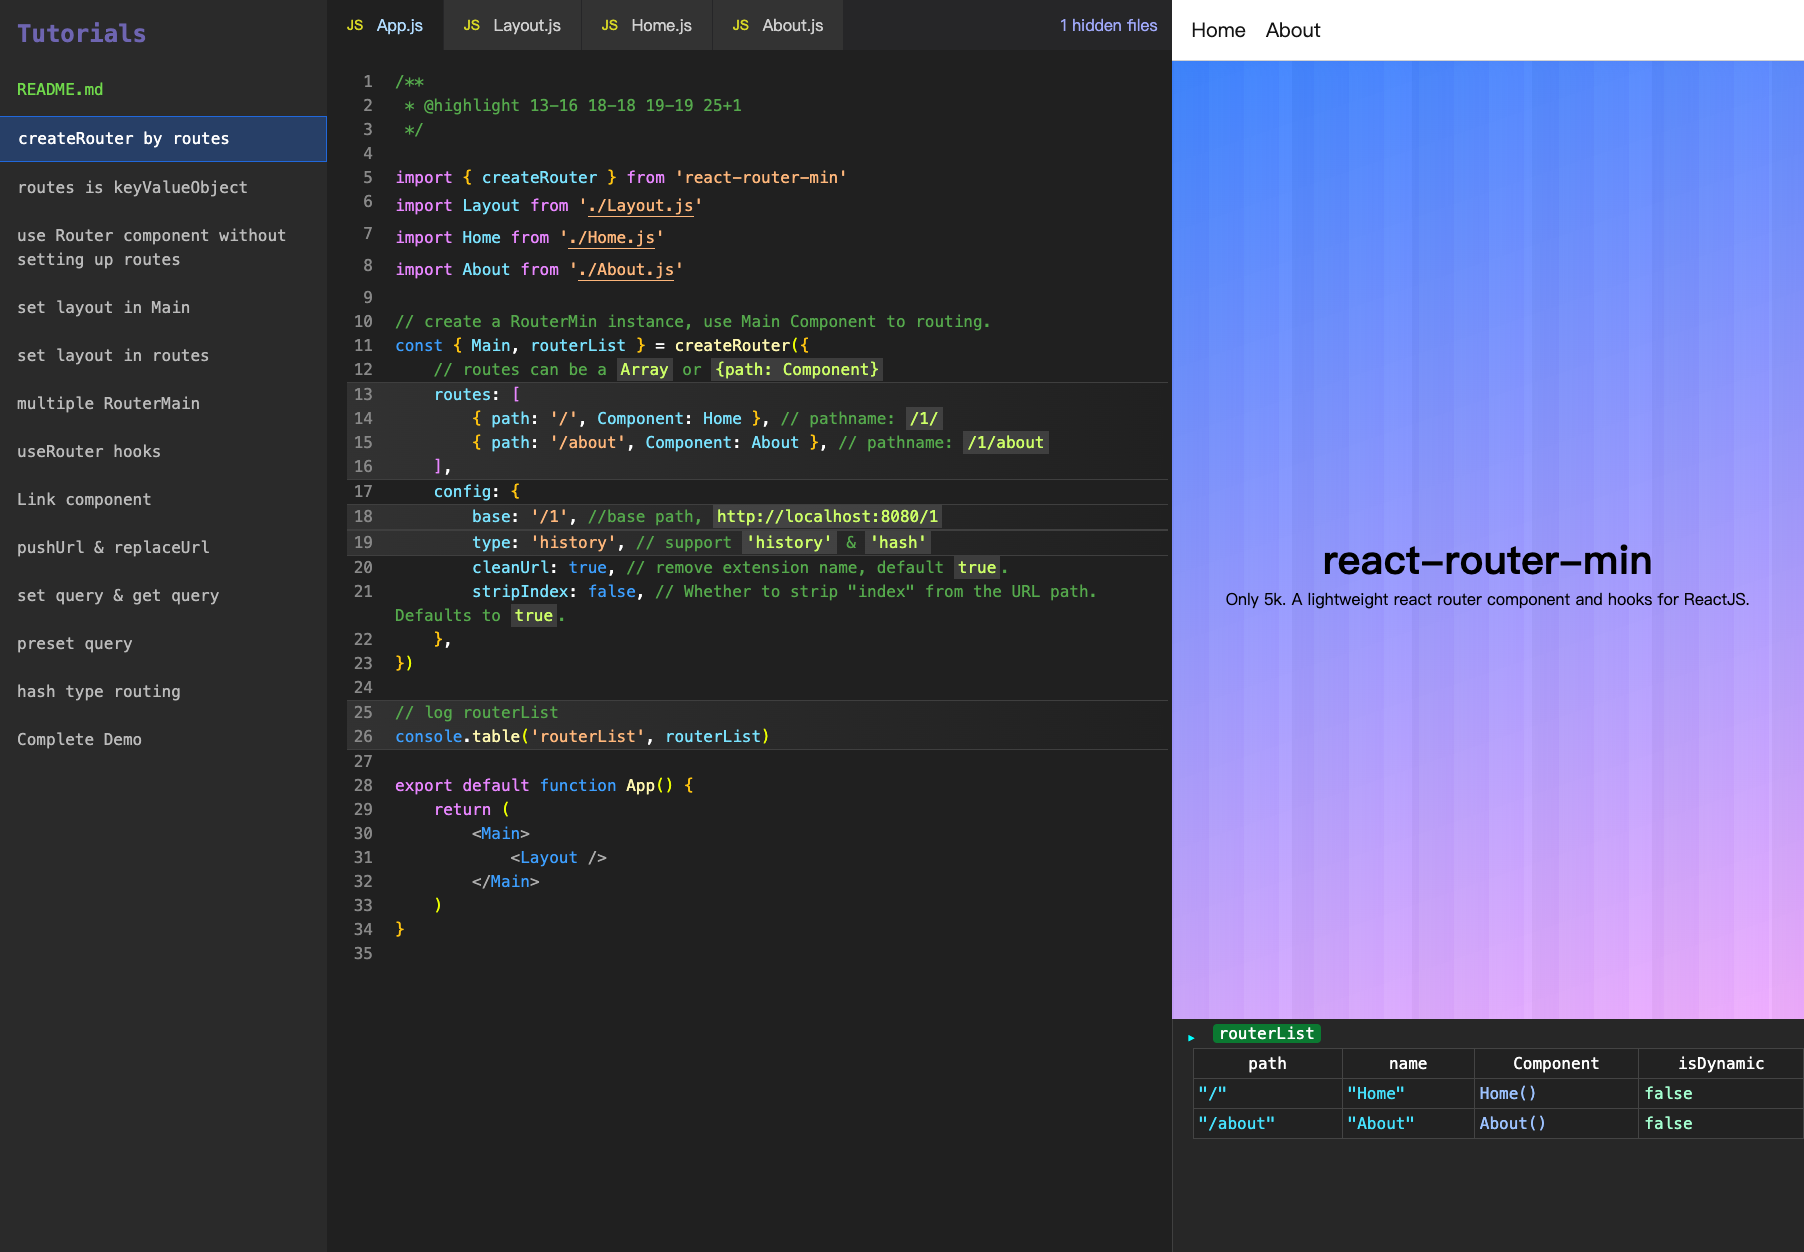 Tutorials
README.md
createRouter by routes
routes is keyValueObject
use Router component without
setting up routes
set layout in Main
set layout in routes
multiple RouterMain
useRouter hooks
Link component
pushUrl & replaceUrl
set query & get query
preset query
hash type routing
Complete Demo
JS App.js JS Layout.js JS Home.js JS About.js 1 hidden files
1 /**
2  * @highlight 13-16 18-18 19-19 25+1
3  */
4
5 import { createRouter } from 'react-router-min'
6 import Layout from './Layout.js'
7 import Home from './Home.js'
8 import About from './About.js'
9
10 // create a RouterMin instance, use Main Component to routing.
11 const { Main, routerList } = createRouter({
12     // routes can be a Array or {path: Component}
13     routes: [
14         { path: '/', Component: Home }, // pathname: /1/
15         { path: '/about', Component: About }, // pathname: /1/about
16     ],
17     config: {
18         base: '/1', //base path, http://localhost:8080/1
19         type: 'history', // support 'history' & 'hash'
20         cleanUrl: true, // remove extension name, default true.
21         stripIndex: false, // Whether to strip "index" from the URL path.
Defaults to true.
22     },
23 })
24
25 // log routerList
26 console.table('routerList', routerList)
27
28 export default function App() {
29     return (
30         <Main>
31             <Layout />
32         </Main>
33     )
34 }
35
Home About
react-router-min
Only 5k. A lightweight react router component and hooks for ReactJS.
routerList
path name Component isDynamic
"/" "Home" Home() false
"/about" "About" About() false